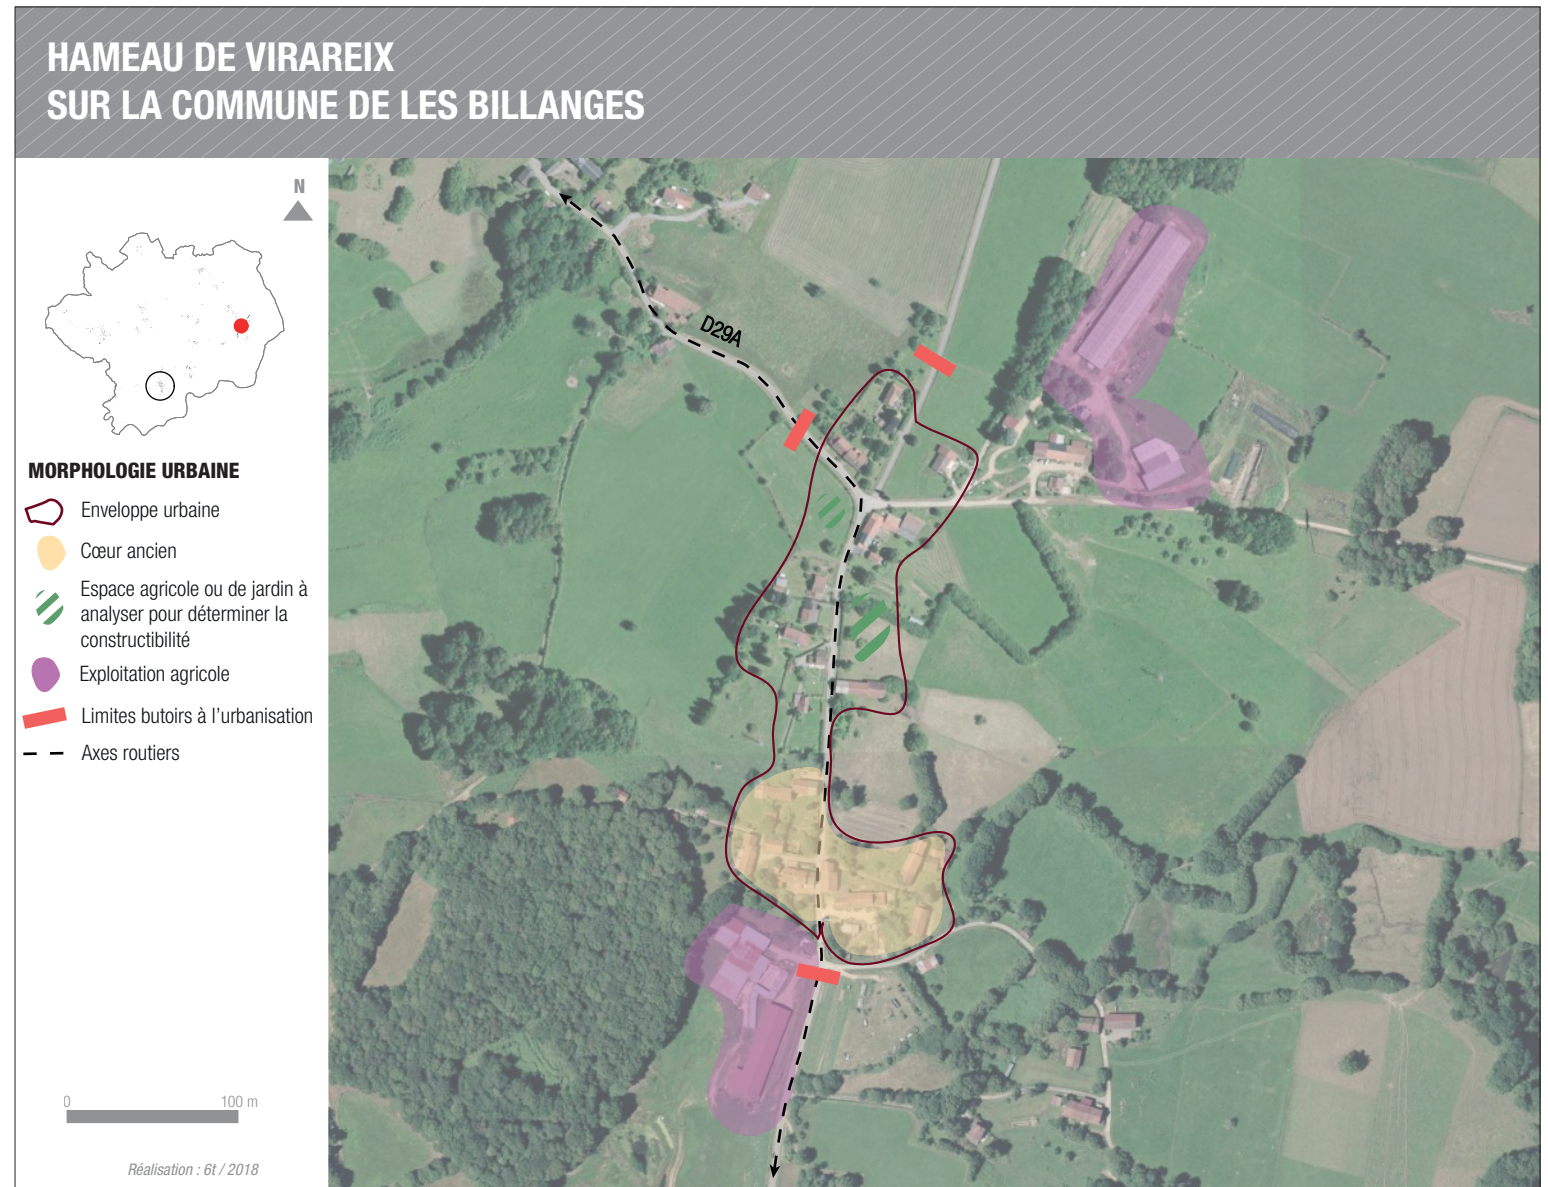 HAMEAU DE VIRAREIX
SUR LA COMMUNE DE LES BILLANGES
N
MORPHOLOGIE URBAINE
Enveloppe urbaine
Cœur ancien
Espace agricole ou de jardin à
analyser pour déterminer la
constructibilité
Exploitation agricole
Limites butoirs à l'urbanisation
Axes routiers
0 100 m
Réalisation : 6t / 2018
D29A